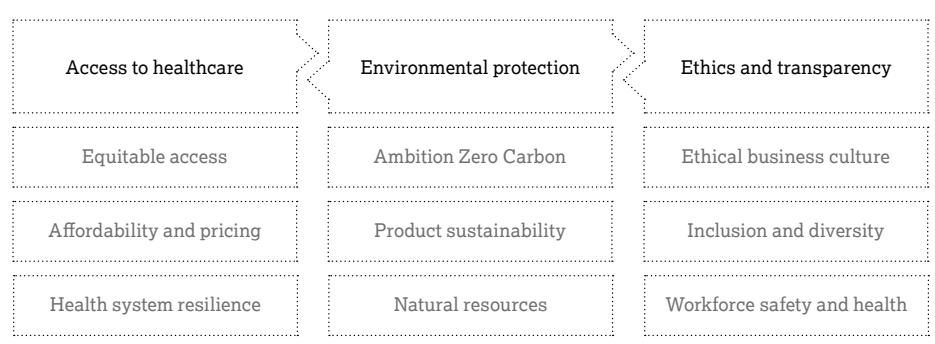 Access to healthcare
Environmental protection
Ethics and transparency
Equitable access
Ambition Zero Carbon
Ethical business culture
Affordability and pricing
Product sustainability
Inclusion and diversity
Health system resilience
Natural resources
Workforce safety and health